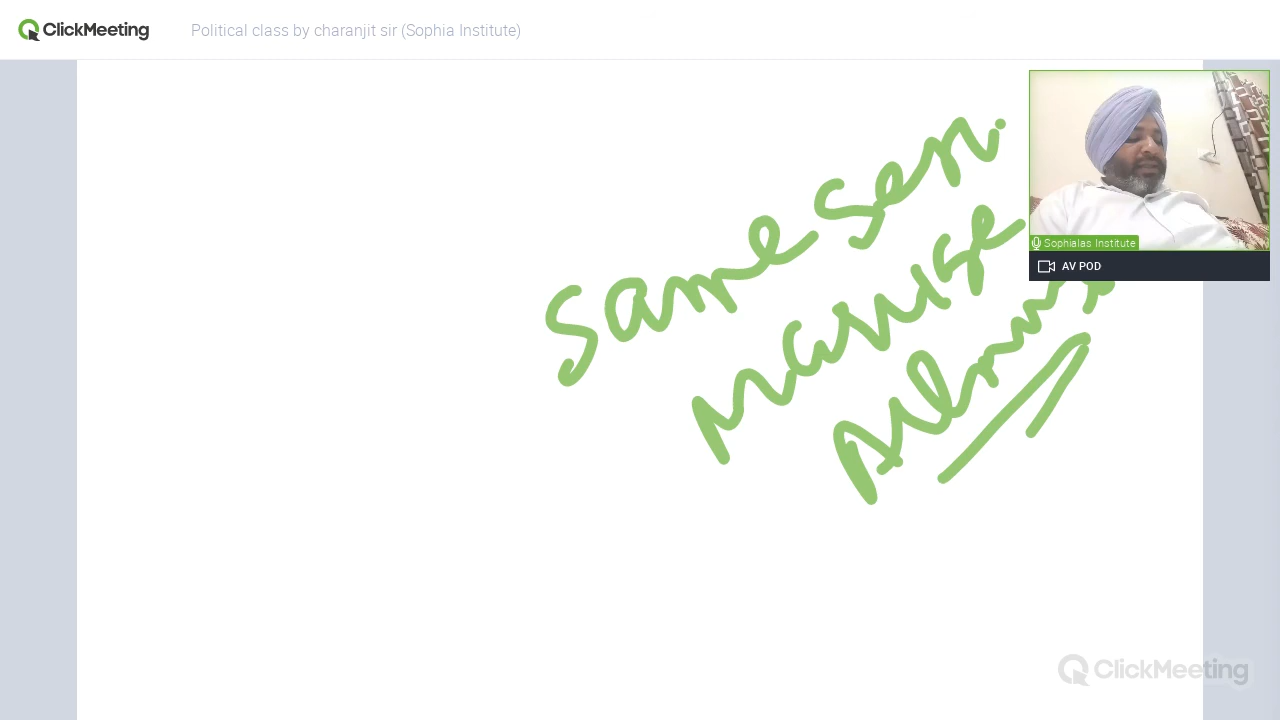 ClickMeeting
Political class by charanjit sir (Sophia Institute)
Same Sen.
Sophialas Institute
AV POD
ClickMeeting